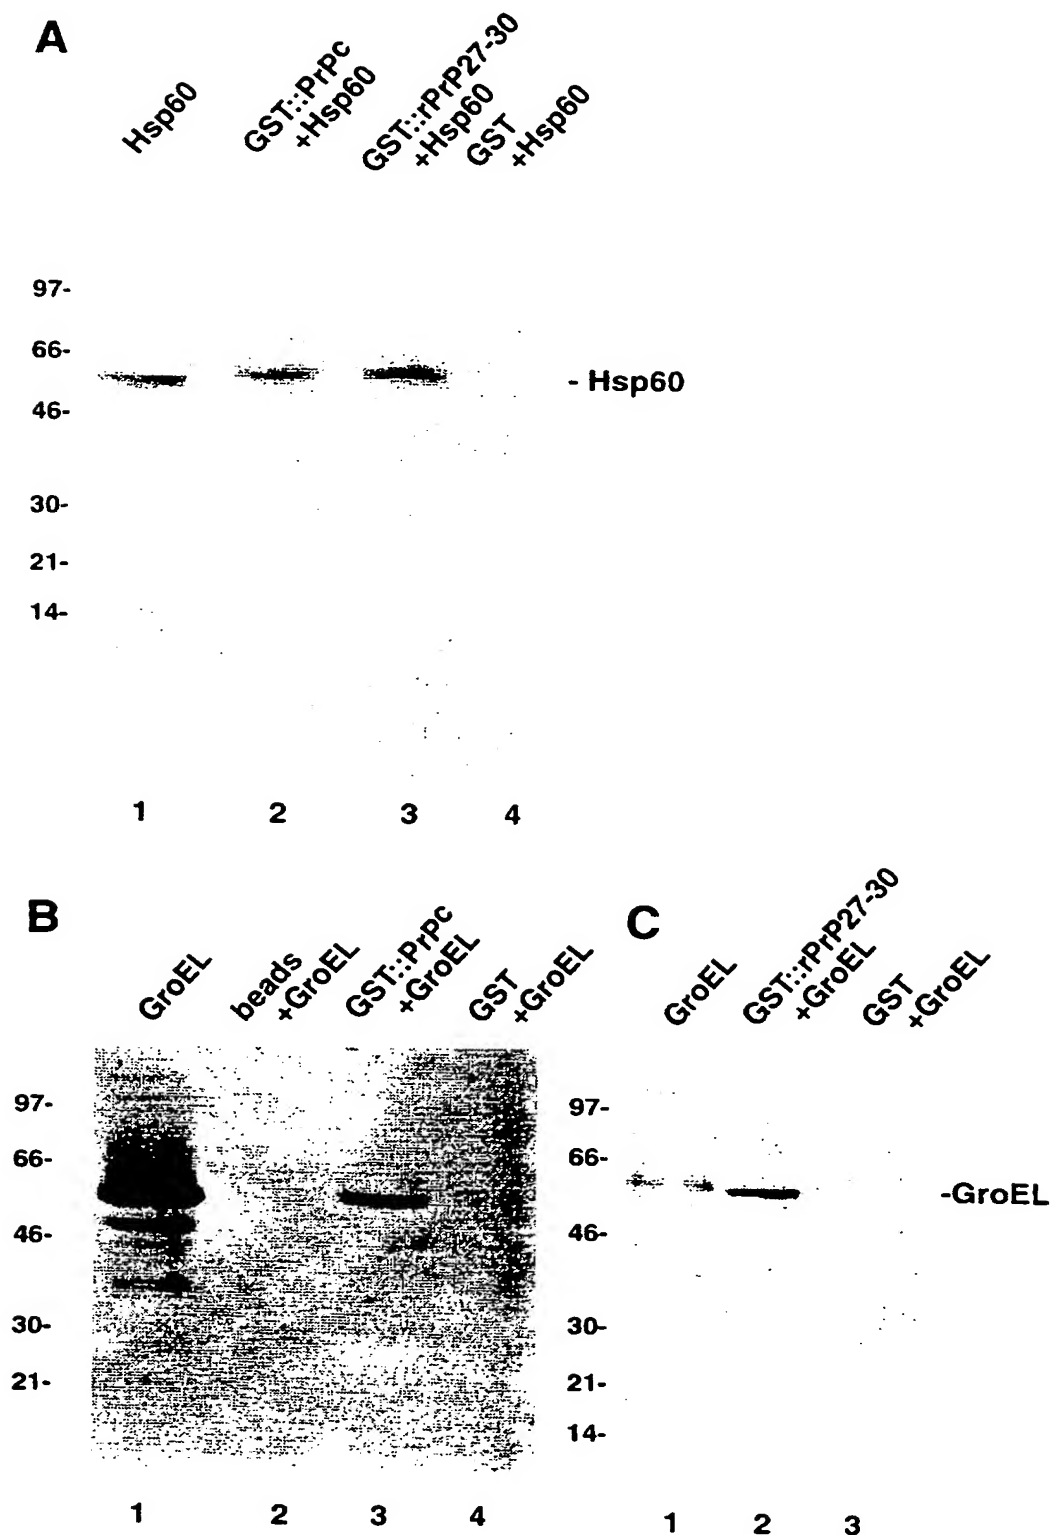 A
Hsp60
GST::PrPc
+Hsp60
GST::rPrP27-30
+Hsp60
GST
+Hsp60
97-
66-
- Hsp60
46-
30-
21-
14-
1 2 3 4
B
GroEL
beads
+GroEL
GST::PrPc
+GroEL
GST
+GroEL
97-
66-
46-
30-
21-
1 2 3 4
C
GroEL
GST::rPrP27-30
+GroEL
GST
+GroEL
97-
66-
-GroEL
46-
30-
21-
14-
1 2 3